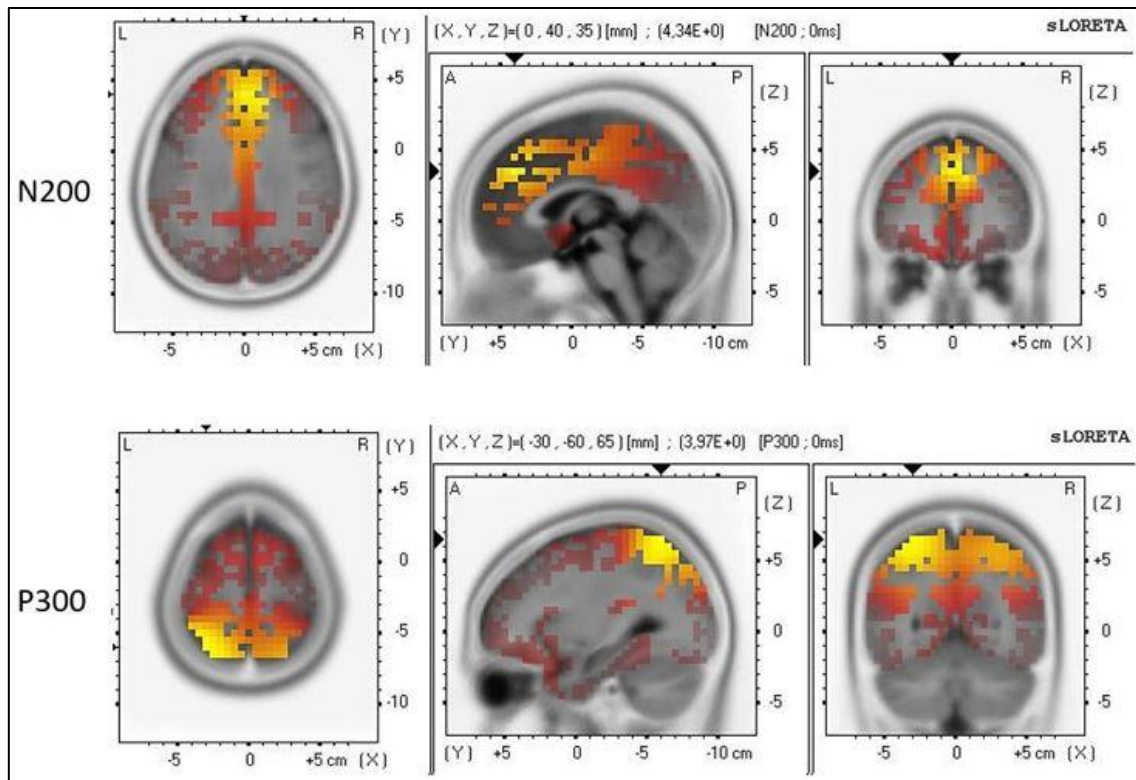 (X,Y,Z)=(0,40,35)[mm] ; (4,34E+0) [N200 ; 0ms] sLORETA
L R (Y)
+5
0
-5
-10
-5 0 +5 cm (X)
A P (Z)
+5
0
-5
(Y) +5 0 -5 -10 cm
L R (Z)
+5
0
-5
-5 0 +5 cm (X)
N200
(X,Y,Z)=(-30,-60,65)[mm] ; (3,97E+0) [P300 ; 0ms] sLORETA
L R (Y)
+5
0
-5
-10
-5 0 +5 cm (X)
A P (Z)
+5
0
-5
(Y) +5 0 -5 -10 cm
L R (Z)
+5
0
-5
-5 0 +5 cm (X)
P300